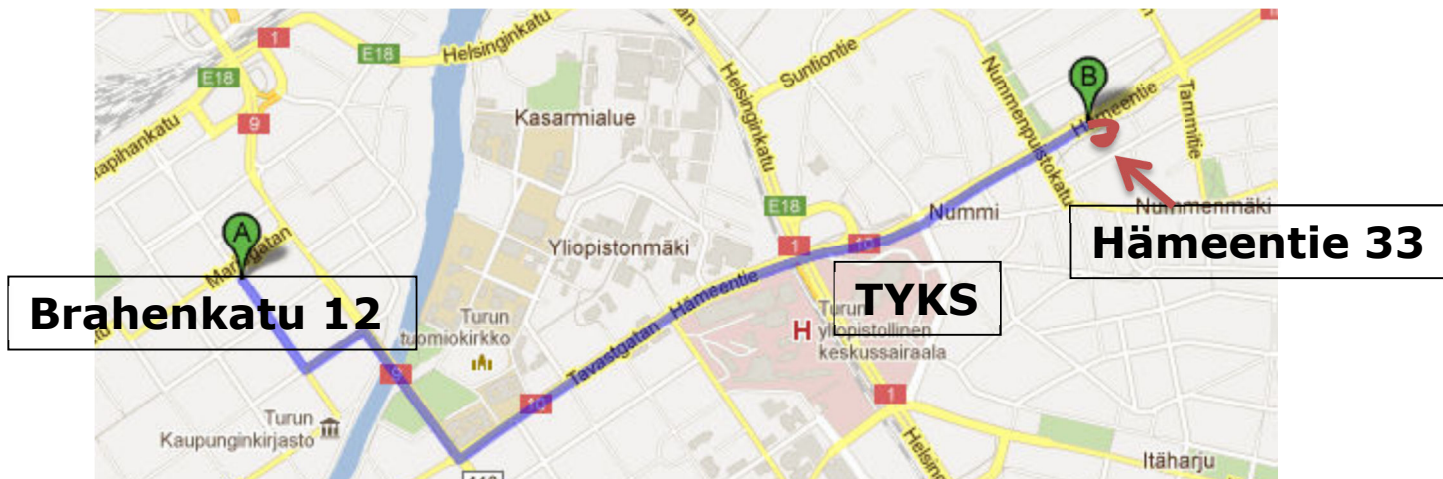 1
E18
Helsinginkatu
E18
9
Kasarmialue
Helsinginkatu
Suntiontie
Nummenpuistokatu
B
Hämeentie
Tammitie
A
Yliopistonmäki
E18
1
10
Nummi
Nummenmäki
Hämeentie 33
Brahenkatu 12
TYKS
Turun
tuomiokirkko
Tavastgatan
Hämeentie
H
Turun
yliopistollinen
keskussairaala
9
10
1
Turun
Kaupunginkirjasto
Itäharju